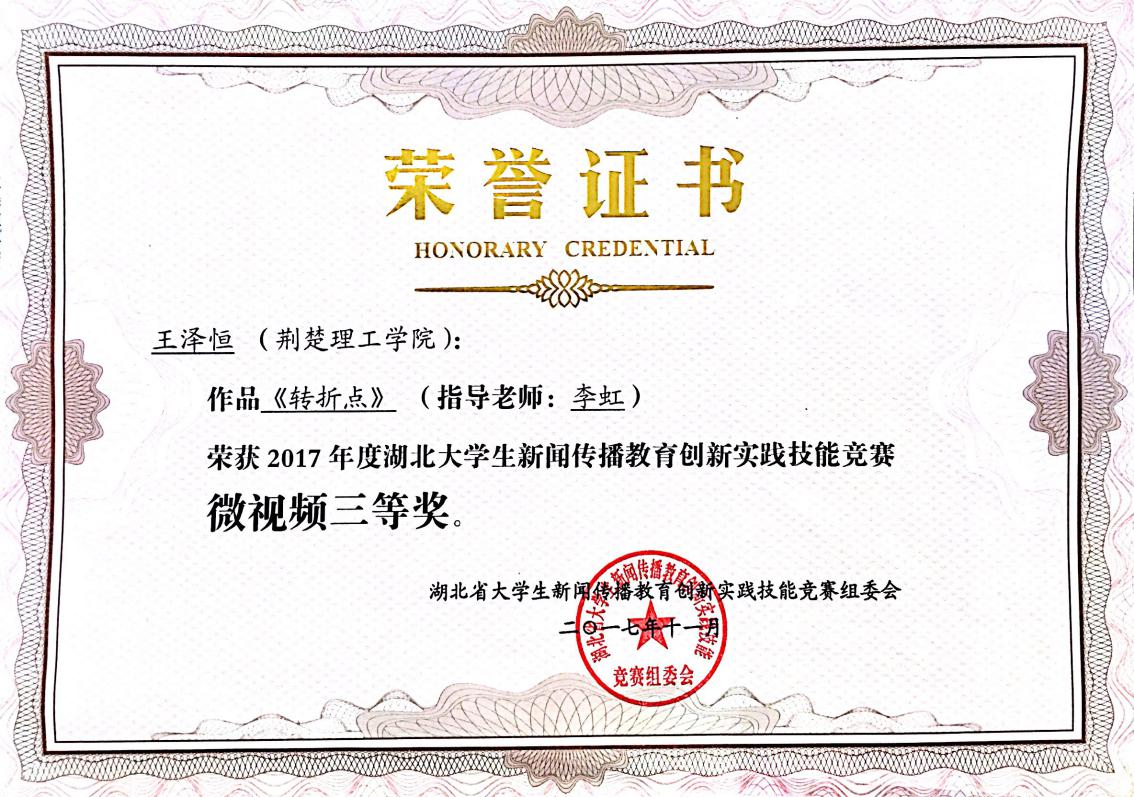 荣誉证书
HONORARY CREDENTIAL
王泽恒（荆楚理工学院）：
作品《转折点》（指导老师：李虹）
荣获2017年度湖北大学生新闻传播教育创新实践技能竞赛
微视频三等奖。
湖北省大学生新闻传播教育创新实践技能竞赛组委会
二〇一七年十一月
湖北省大学生新闻传播教育创新实践技能
竞赛组委会